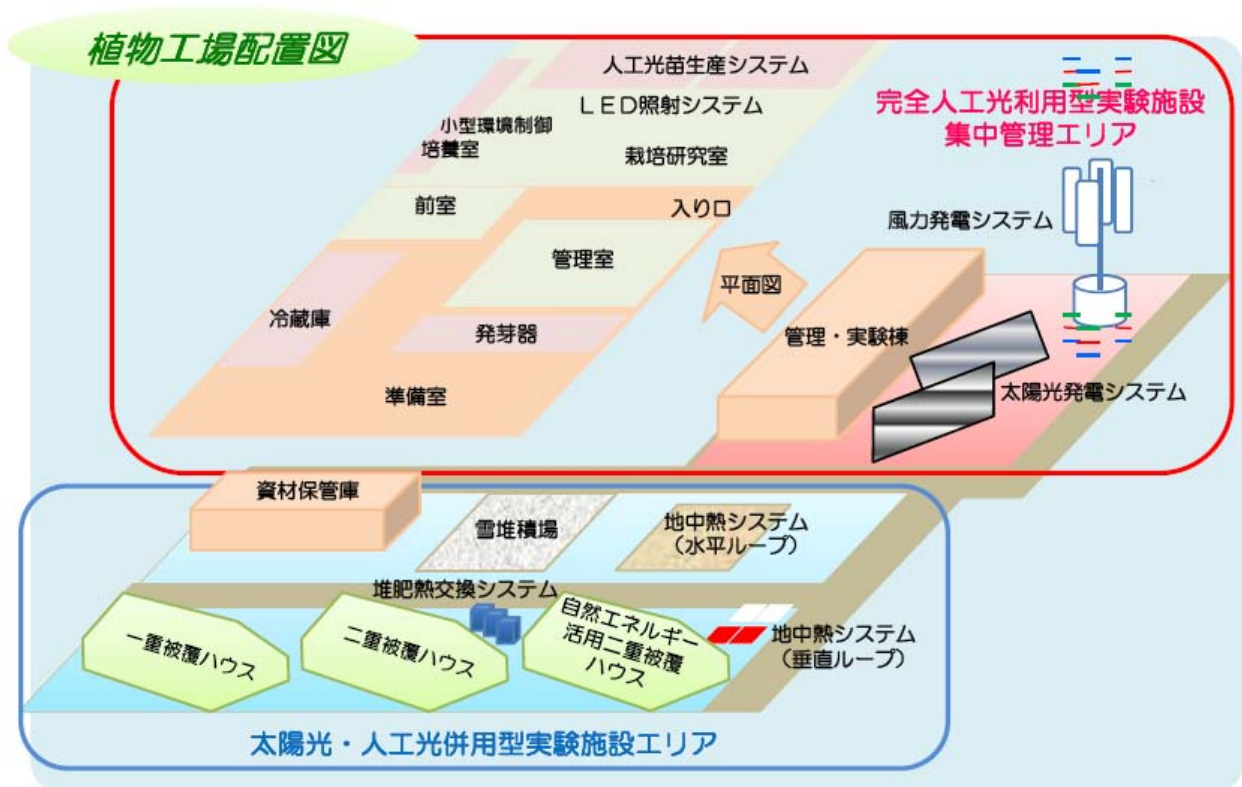 植物工場配置図
人工光苗生産システム
LED照射システム
小型環境制御
培養室
栽培研究室
前室
入り口
管理室
冷蔵庫
発芽器
準備室
平面図
完全人工光利用型実験施設
集中管理エリア
風力発電システム
管理・実験棟
太陽光発電システム
資材保管庫
雪堆積場
地中熱システム
(水平ループ)
堆肥熱交換システム
一重被覆ハウス
二重被覆ハウス
自然エネルギー
活用二重被覆
ハウス
地中熱システム
(垂直ループ)
太陽光・人工光併用型実験施設エリア